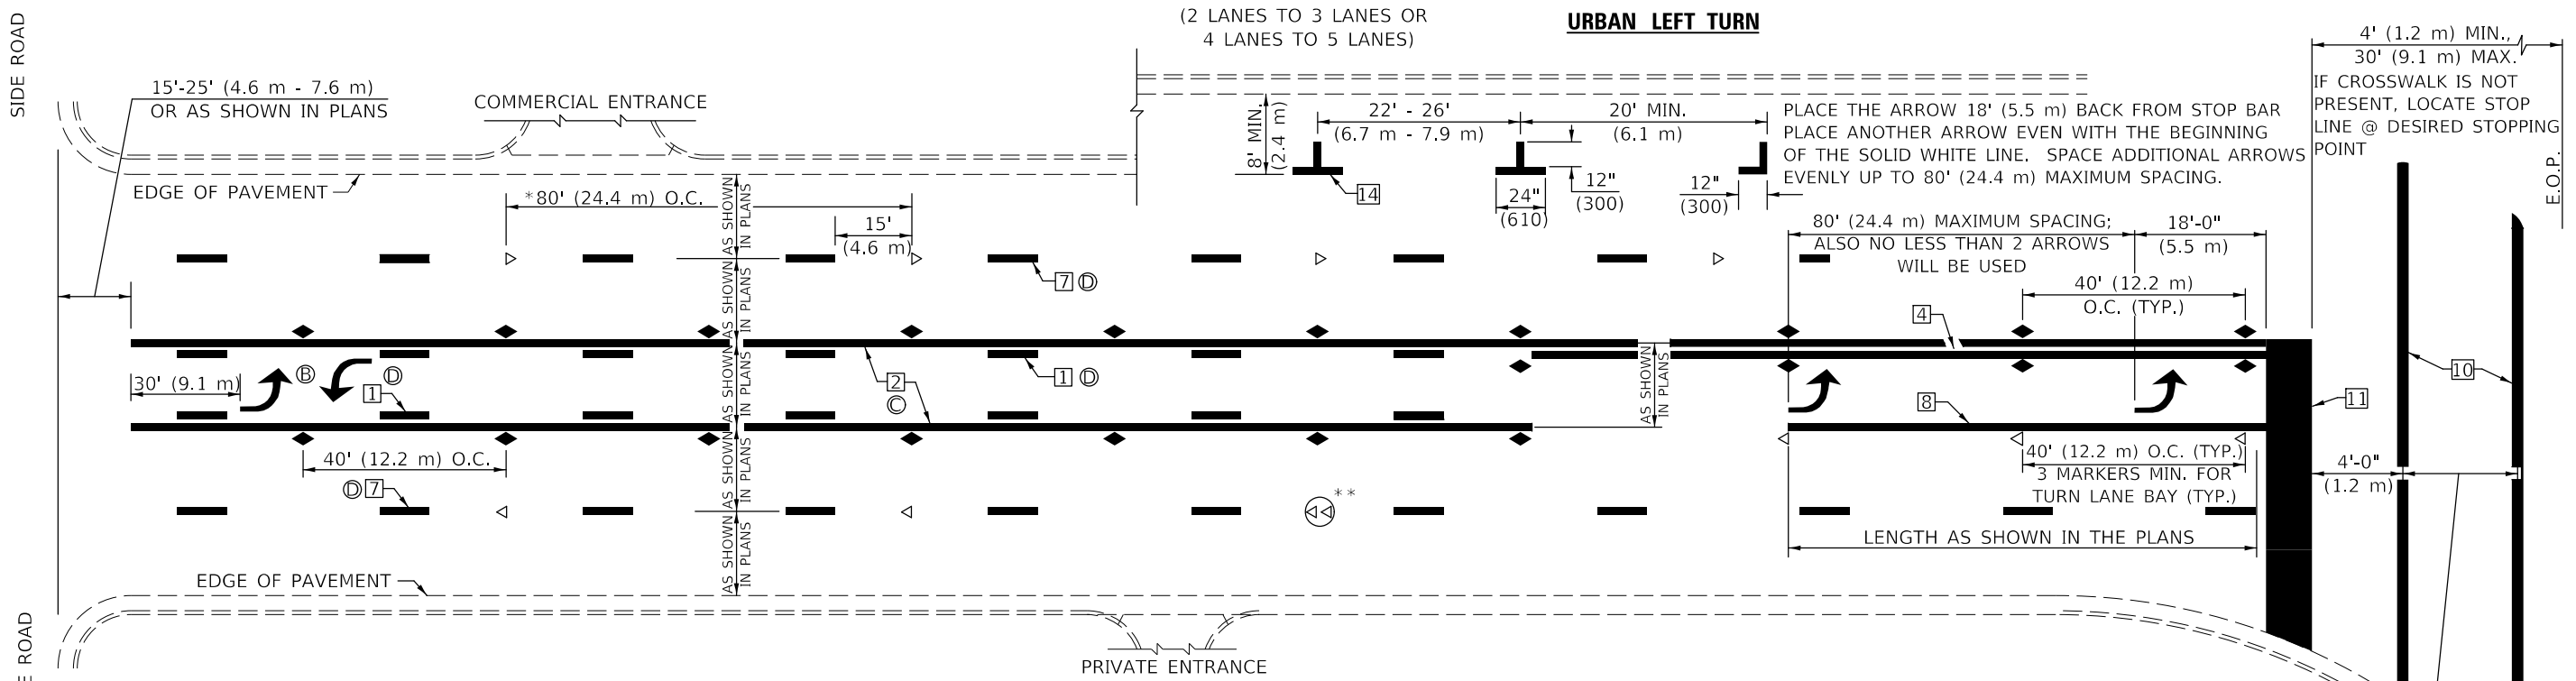 SIDE ROAD
(2 LANES TO 3 LANES OR
4 LANES TO 5 LANES)
URBAN LEFT TURN
4' (1.2 m) MIN.,
30' (9.1 m) MAX.
IF CROSSWALK IS NOT
PRESENT, LOCATE STOP
LINE @ DESIRED STOPPING
POINT
E.O.P.
15'-25' (4.6 m - 7.6 m)
OR AS SHOWN IN PLANS
COMMERCIAL ENTRANCE
EDGE OF PAVEMENT
8' MIN.
(2.4 m)
22' - 26'
(6.7 m - 7.9 m)
20' MIN.
(6.1 m)
14
24"
(610)
12"
(300)
12"
(300)
PLACE THE ARROW 18' (5.5 m) BACK FROM STOP BAR
PLACE ANOTHER ARROW EVEN WITH THE BEGINNING
OF THE SOLID WHITE LINE. SPACE ADDITIONAL ARROWS
EVENLY UP TO 80' (24.4 m) MAXIMUM SPACING.
*80' (24.4 m) O.C.
15'
(4.6 m)
AS SHOWN
IN PLANS
80' (24.4 m) MAXIMUM SPACING;
ALSO NO LESS THAN 2 ARROWS
WILL BE USED
18'-0"
(5.5 m)
7 D
AS SHOWN
IN PLANS
40' (12.2 m)
O.C. (TYP.)
4
30' (9.1 m)
B
D
1
AS SHOWN
IN PLANS
2
C
1 D
AS SHOWN
IN PLANS
8
11
10
40' (12.2 m) O.C.
D 7
AS SHOWN
IN PLANS
**
40' (12.2 m) O.C. (TYP.)
3 MARKERS MIN. FOR
TURN LANE BAY (TYP.)
4'-0"
(1.2 m)
LENGTH AS SHOWN IN THE PLANS
AS SHOWN
IN PLANS
EDGE OF PAVEMENT
PRIVATE ENTRANCE
E ROAD